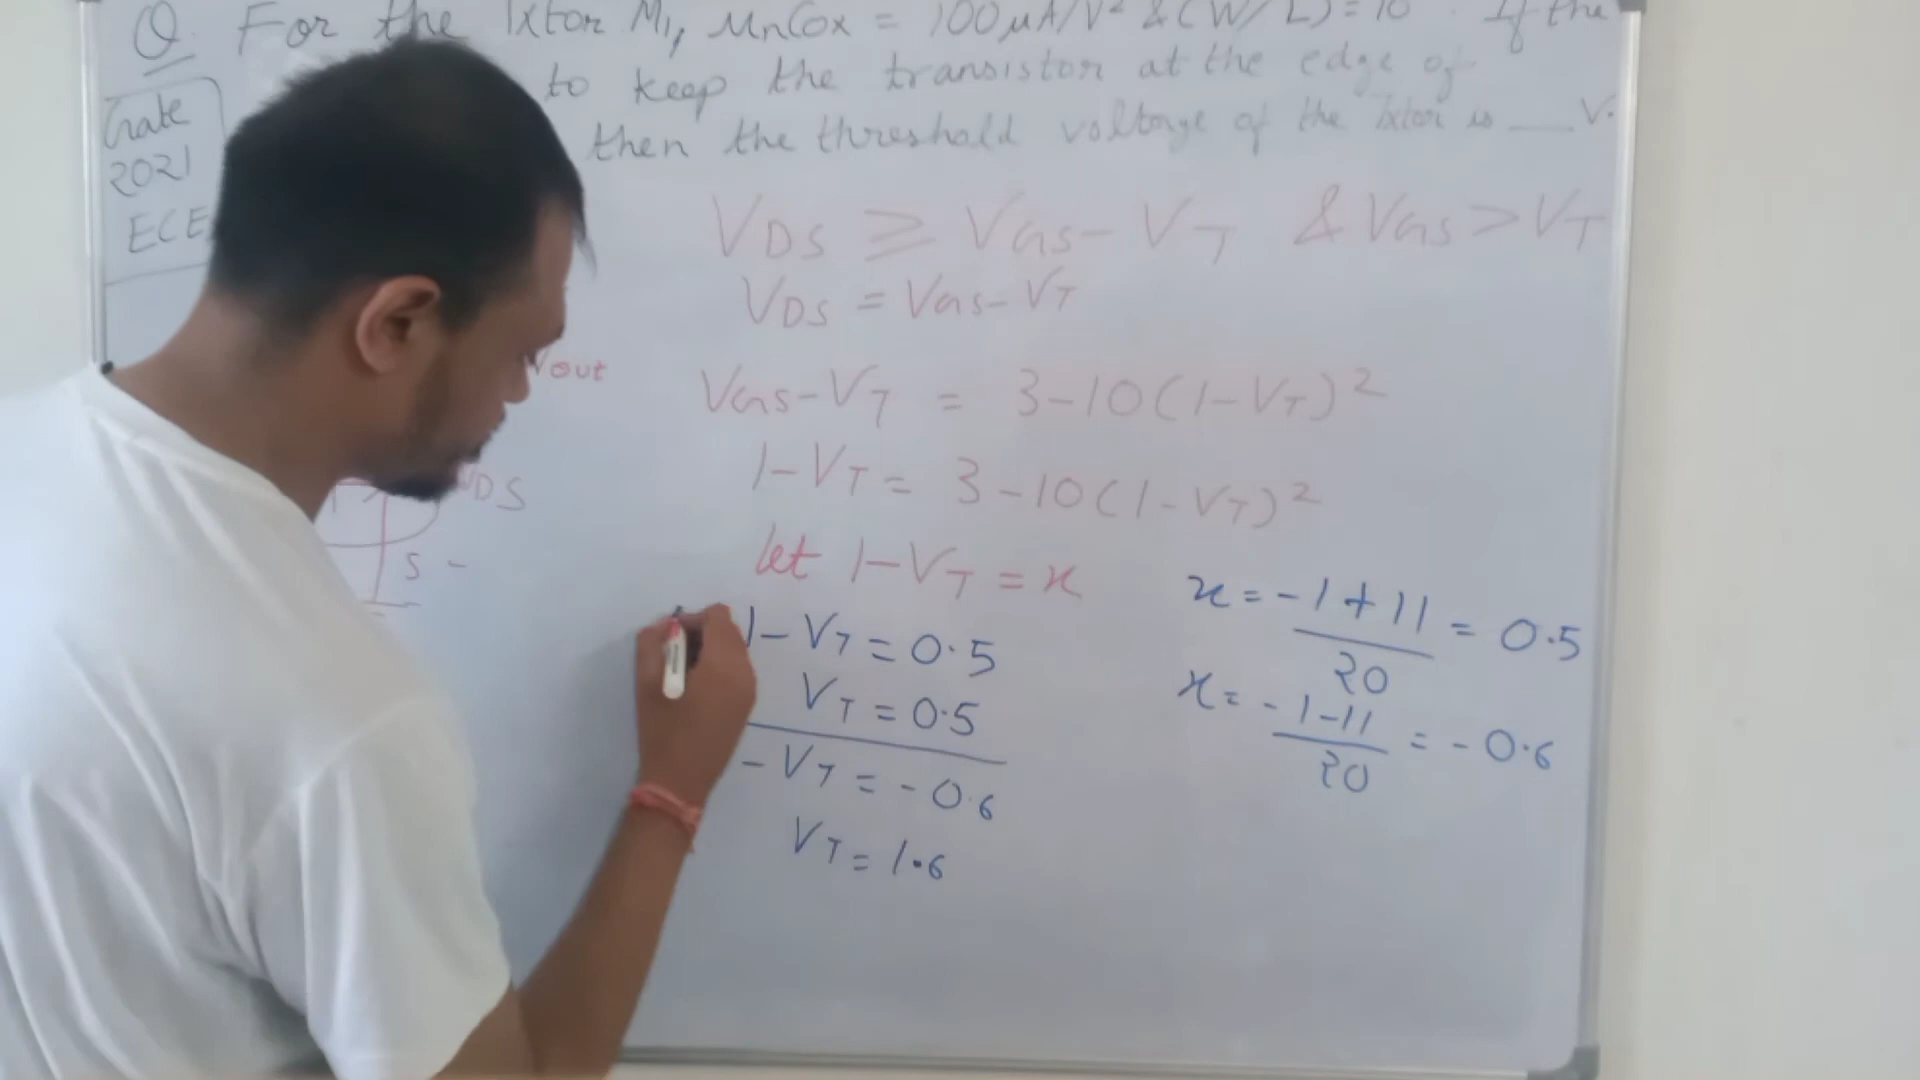 Q. For the Txtor M1, μnCox = 100 μA/V² & (W/L) = 10. If the
to keep the transistor at the edge of
then the threshold voltage of the Txtor is ___ V.
Gate
2021
ECE
VDS ≥ VGS - VT & VGS > VT
VDS = VGS - VT
Vout
VGS - VT = 3 - 10(1 - VT)²
1 - VT = 3 - 10(1 - VT)²
DS
S -
let 1 - VT = x
1 - VT = 0.5
VT = 0.5
- VT = - 0.6
VT = 1.6
x = -1 + 11 / 20 = 0.5
x = -1 - 11 / 20 = - 0.6